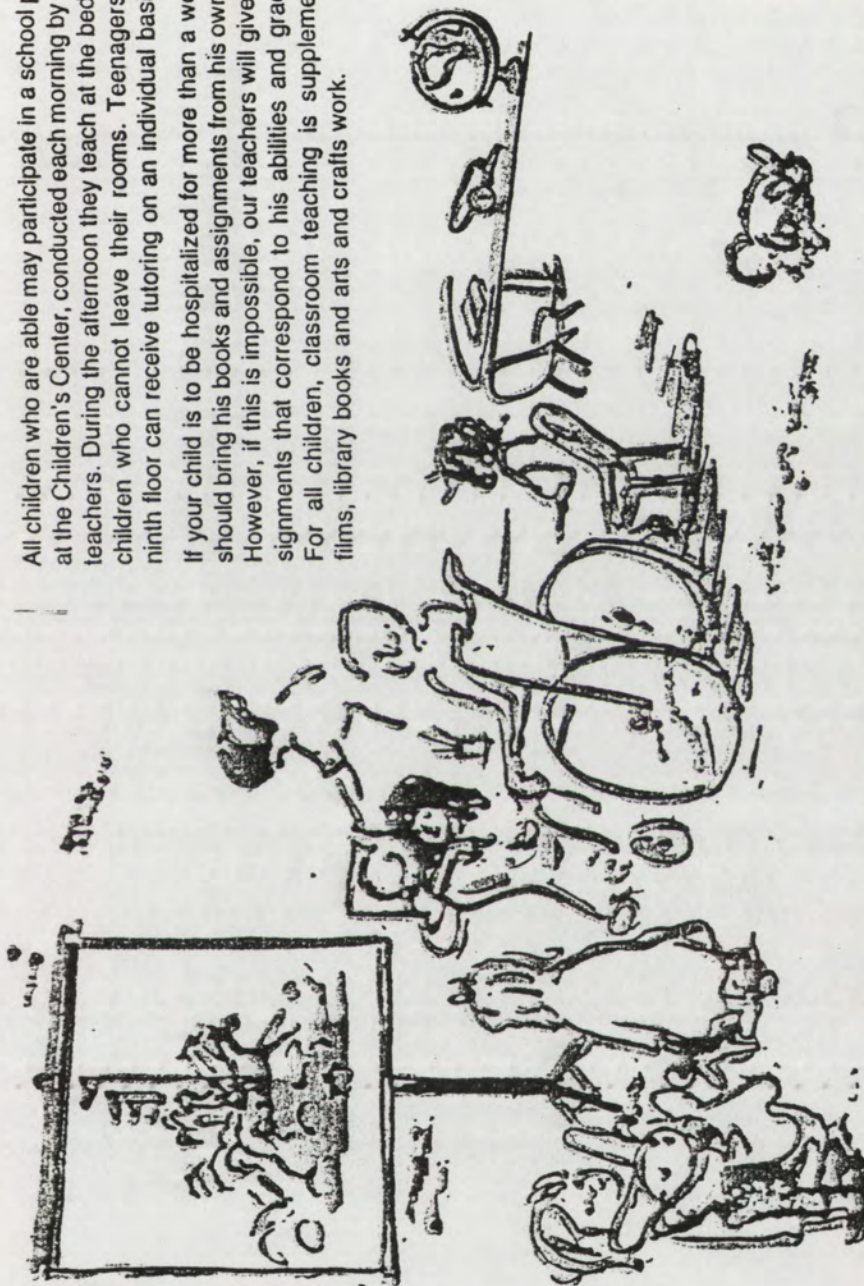 All children who are able may participate in a school
at the Children's Center, conducted each morning by
teachers. During the afternoon they teach at the bed
children who cannot leave their rooms. Teenagers
ninth floor can receive tutoring on an individual bas
If your child is to be hospitalized for more than a we
should bring his books and assignments from his own
However, if this is impossible, our teachers will give
signments that correspond to his abilities and grad
For all children, classroom teaching is suppleme
films, library books and arts and crafts work.